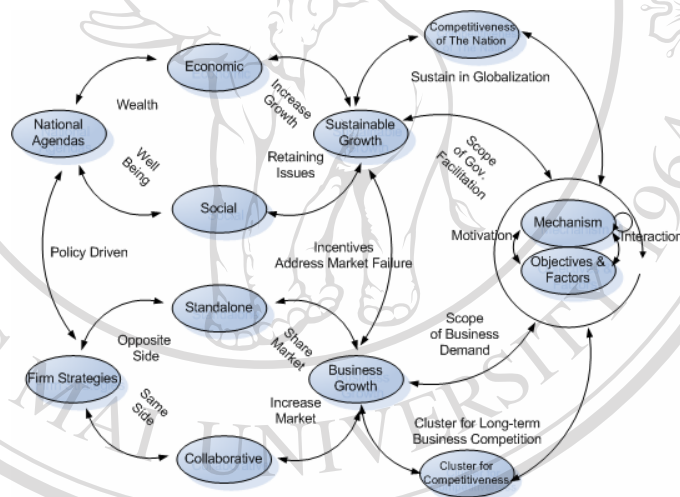 Competitiveness
of The Nation
Economic
Sustain in Globalization
Wealth
Increase
Growth
National
Agendas
Sustainable
Growth
Scope
of Gov.
Facilitation
Well
Being
Retaining
Issues
Social
Mechanism
Motivation
Interaction
Policy Driven
Incentives
Address Market Failure
Objectives &
Factors
Standalone
Opposite
Side
Share
Market
Scope
of Business
Demand
Firm Strategies
Same
Side
Business
Growth
Increase
Market
Cluster for Long-term
Business Competition
Collaborative
Cluster for
Competitiveness
MAI UNIVERSITY 1964